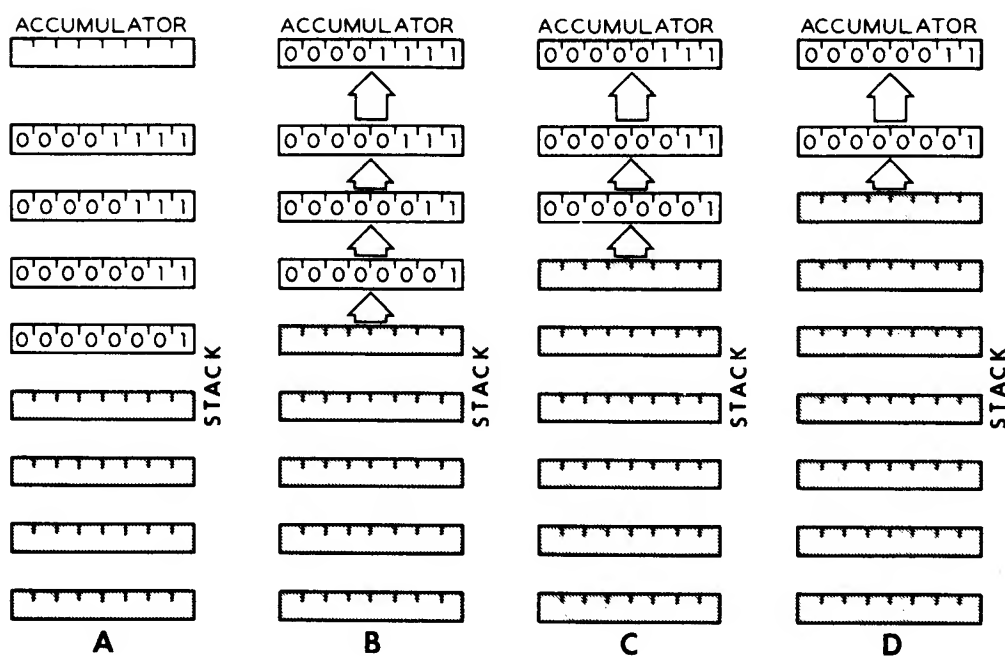 ACCUMULATOR ACCUMULATOR ACCUMULATOR ACCUMULATOR
00001111 00000111 00000011
00001111 00000111 00000011 00000001
00000111 00000011 00000001
00000011 00000001
00000001
STACK STACK STACK STACK
A B C D